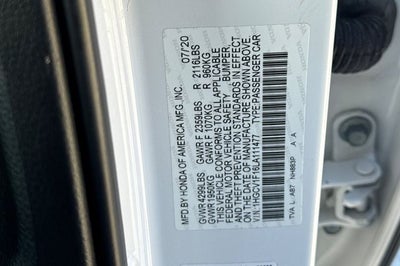 MFD. BY HONDA OF AMERICA MFG., INC. 07/20
GVWR 4299LBS GAWR F 2359LBS R 2116LBS
GVWR 1950KG GAWR F 1070KG R 960KG
THIS VEHICLE CONFORMS TO ALL APPLICABLE
FEDERAL MOTOR VEHICLE SAFETY BUMPER,
AND THEFT PREVENTION STANDARDS IN EFFECT
ON THE DATE OF MANUFACTURE SHOWN ABOVE.
V.I.N. 1HGCV1F16LA111477 TYPE:PASSENGER CAR
TVA L AB7 NH883P A A